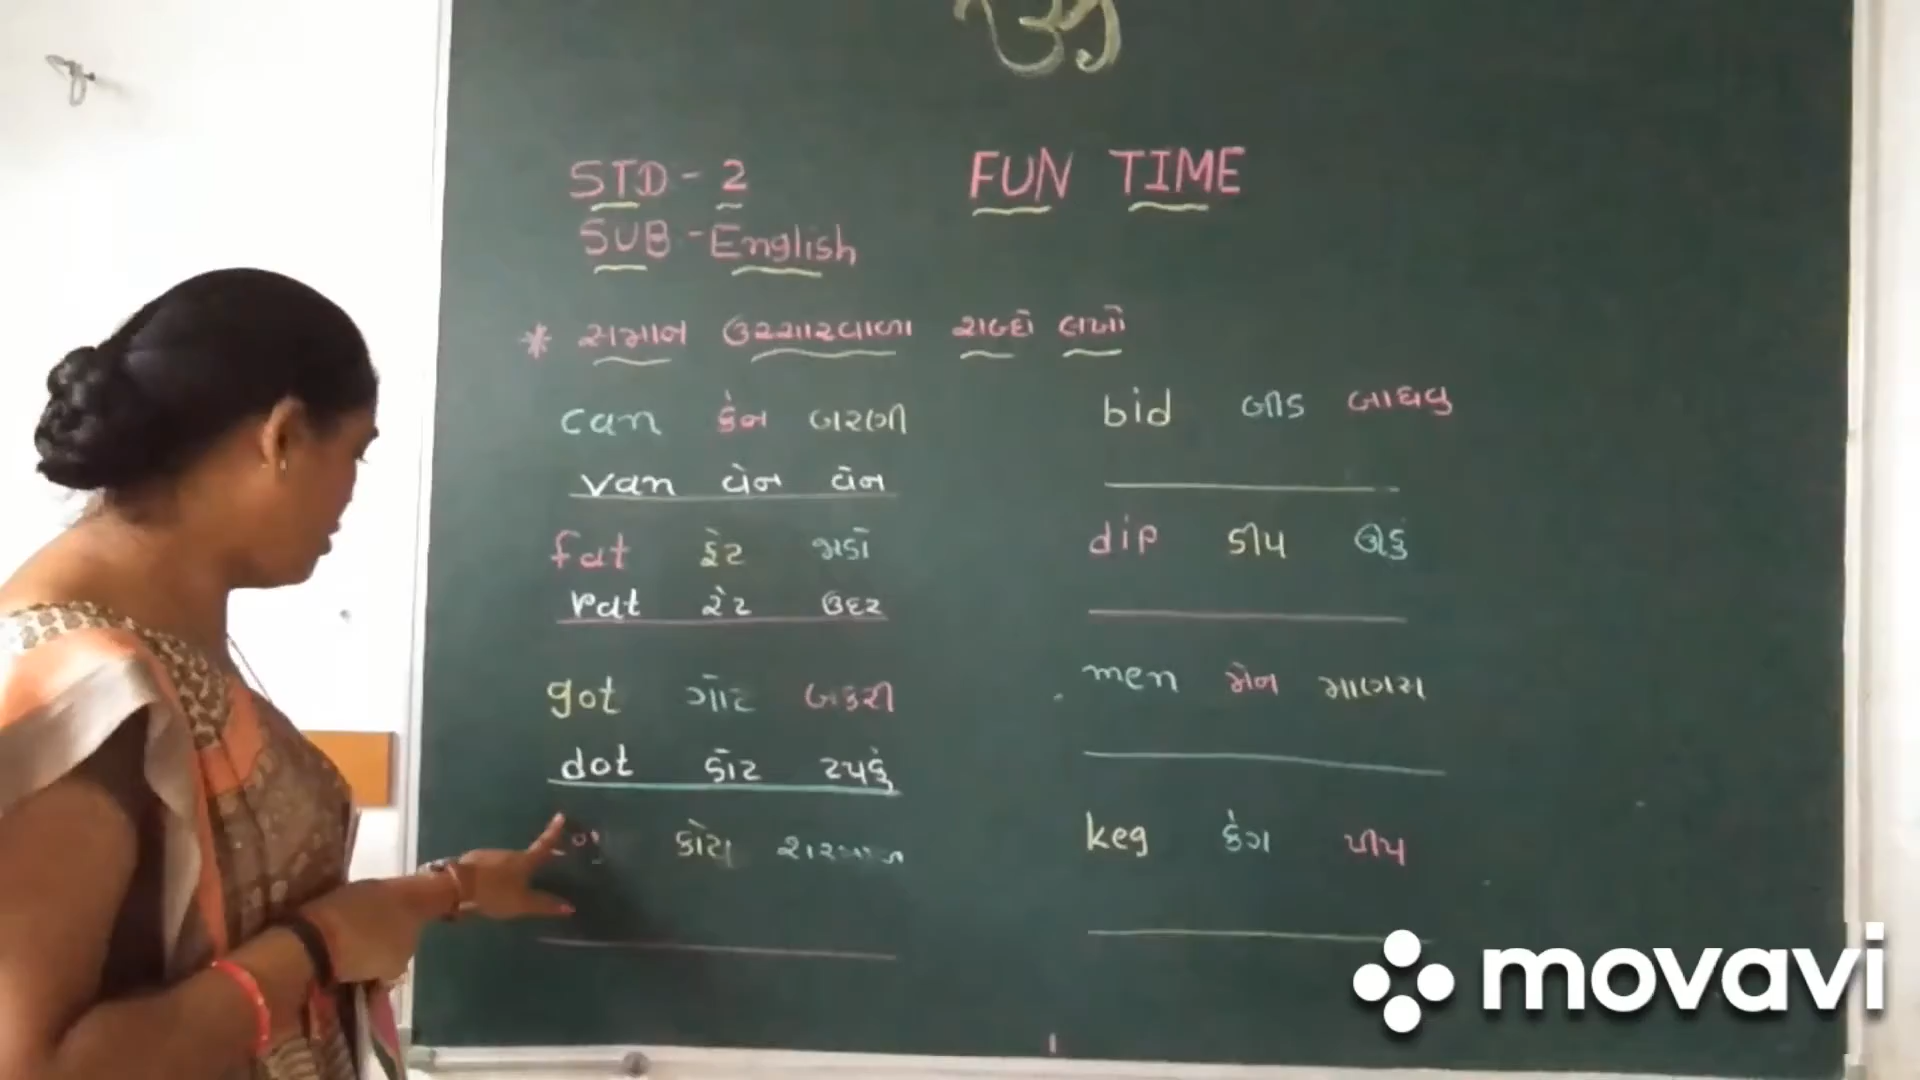 ૐ
STD - 2
SUB - English
FUN TIME
* સમાન ઉચ્ચારવાળા શબ્દો લખો
can કેન બરણી
van વેન વેન
fat ફેટ જાડો
rat રેટ ઉદર
got ગોટ બકરી
dot ડોટ ટપકું
કોય
bid બીડ બાધવુ
dip ડીપ ઊંડુ
men મેન માણસ
keg કેગ પીપ
movavi